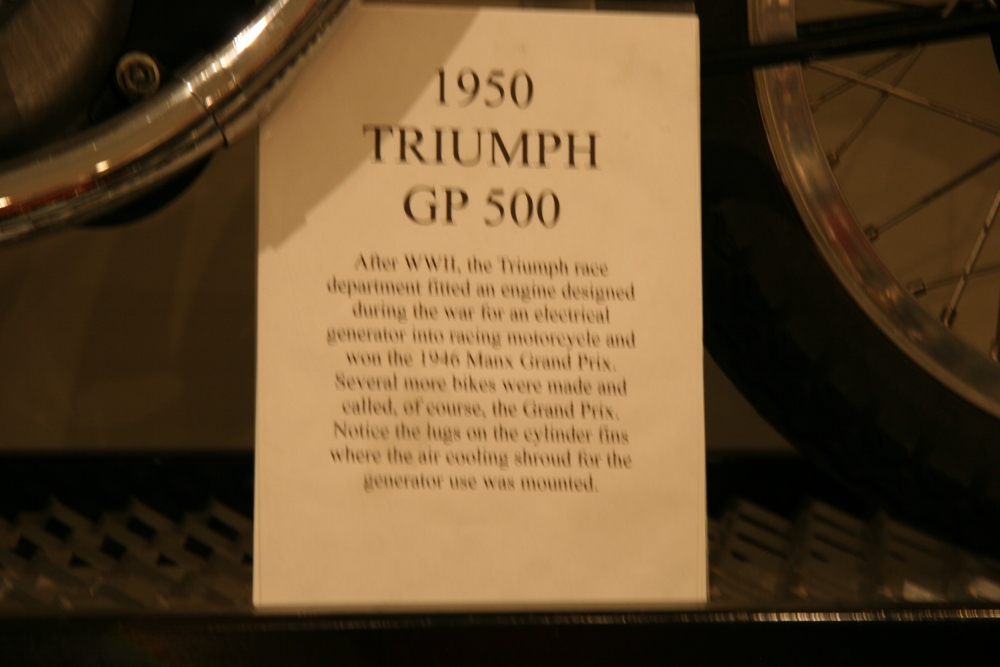 1950
TRIUMPH
GP 500
After WWII, the Triumph race
department fitted an engine designed
during the war for an electrical
generator into racing motorcycle and
won the 1946 Manx Grand Prix.
Several more bikes were made and
called, of course, the Grand Prix.
Notice the lugs on the cylinder fins
where the air cooling shroud for the
generator use was mounted.